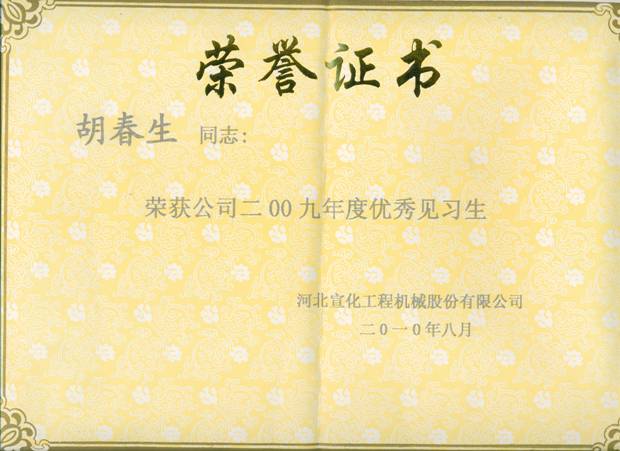 荣誉证书
胡春生 同志:
荣获公司二00九年度优秀见习生
河北宣化工程机械股份有限公司
二0一0年八月